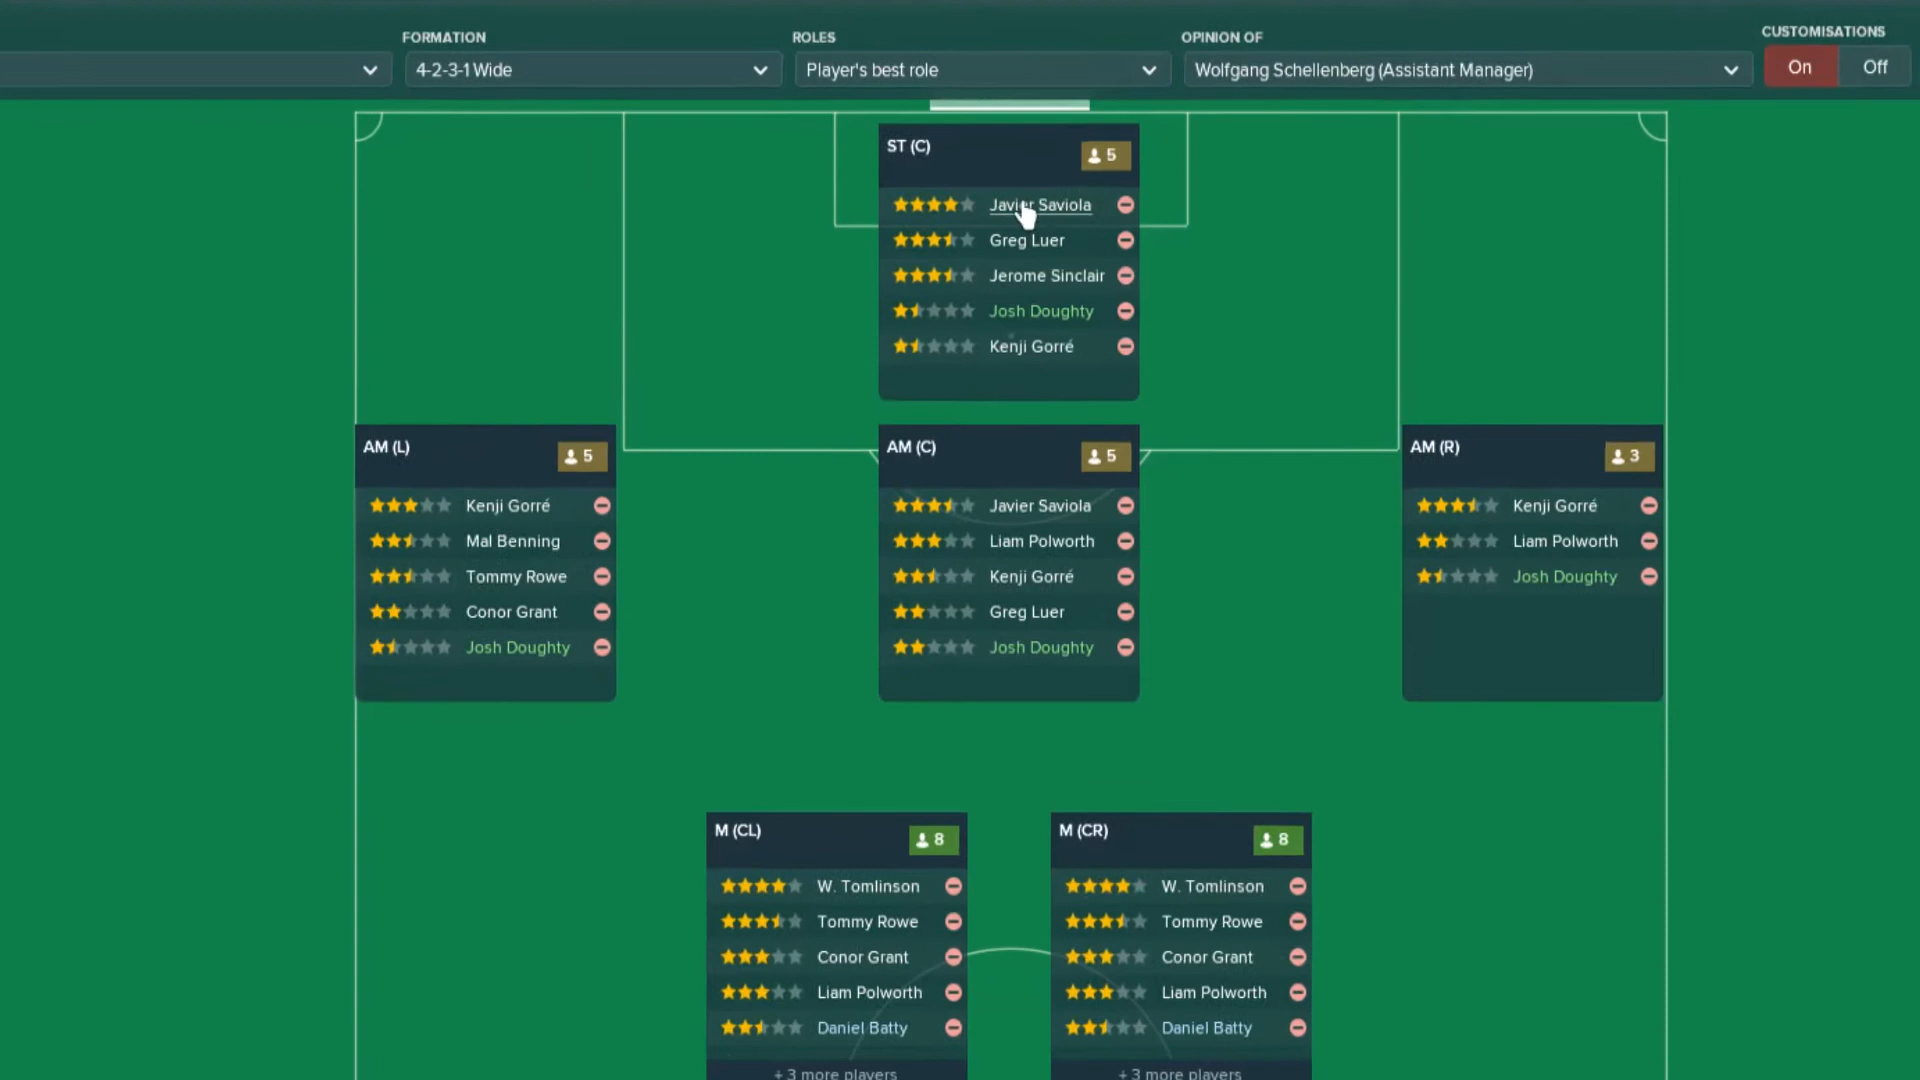 FORMATION
ROLES
OPINION OF
CUSTOMISATIONS
4-2-3-1 Wide
Player's best role
Wolfgang Schellenberg (Assistant Manager)
On
Off
ST (C)
5
Javier Saviola
Greg Luer
Jerome Sinclair
Josh Doughty
Kenji Gorré
AM (L)
5
Kenji Gorré
Mal Benning
Tommy Rowe
Conor Grant
Josh Doughty
AM (C)
5
Javier Saviola
Liam Polworth
Kenji Gorré
Greg Luer
Josh Doughty
AM (R)
3
Kenji Gorré
Liam Polworth
Josh Doughty
M (CL)
8
W. Tomlinson
Tommy Rowe
Conor Grant
Liam Polworth
Daniel Batty
+ 3 more players
M (CR)
8
W. Tomlinson
Tommy Rowe
Conor Grant
Liam Polworth
Daniel Batty
+ 3 more players